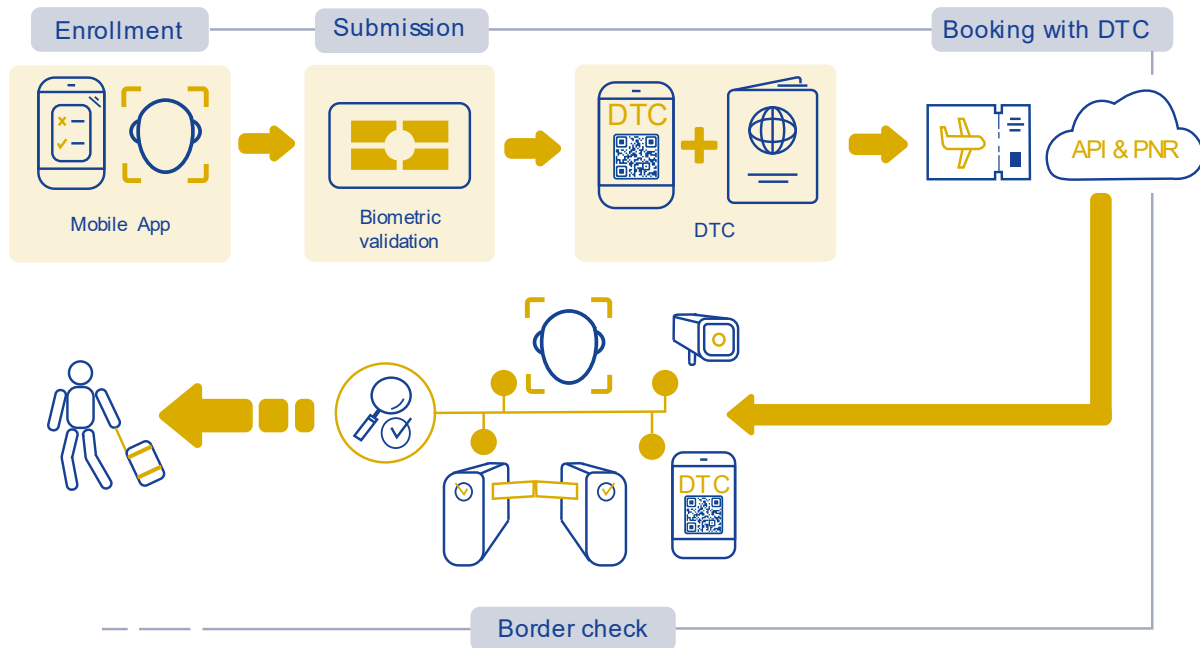 Enrollment
Submission
Booking with DTC
DTC
API & PNR
Mobile App
Biometric
validation
DTC
DTC
Border check